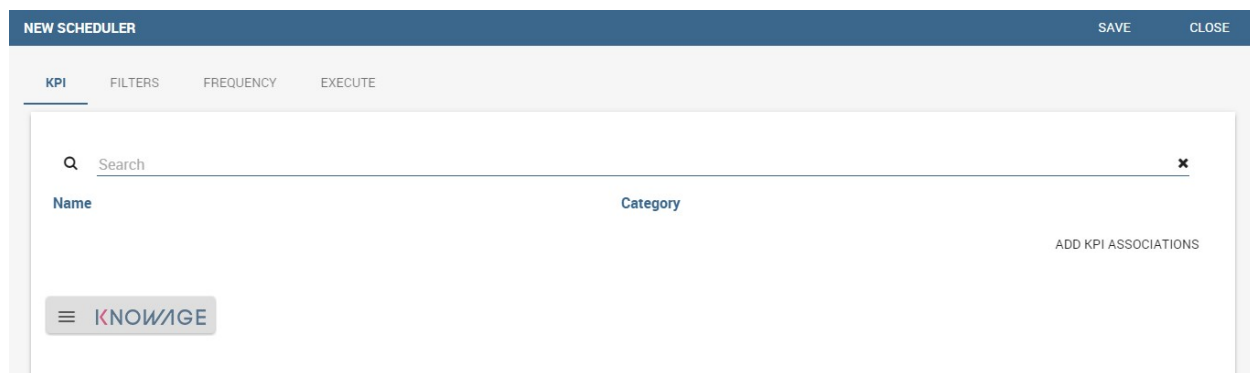 NEW SCHEDULER SAVE CLOSE
KPI FILTERS FREQUENCY EXECUTE
Search
Name Category
ADD KPI ASSOCIATIONS
KNOWAGE